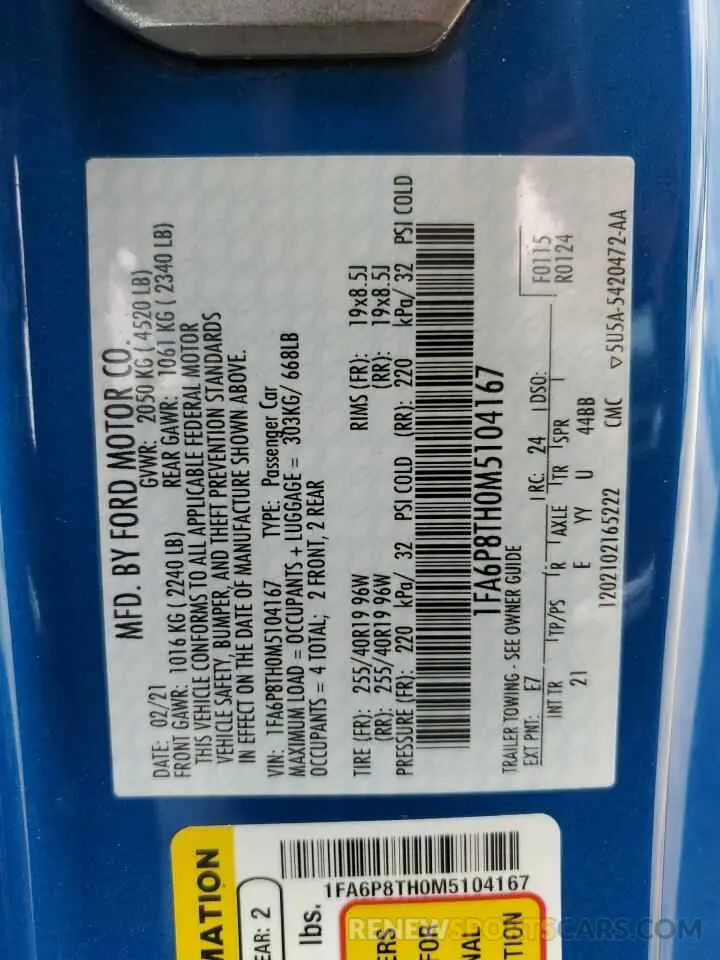 MFD. BY FORD MOTOR CO.
DATE: 02/21 GVWR: 2050 KG ( 4520 LB)
FRONT GAWR: 1016 KG ( 2240 LB) REAR GAWR: 1061 KG ( 2340 LB)
THIS VEHICLE CONFORMS TO ALL APPLICABLE FEDERAL MOTOR
VEHICLE SAFETY, BUMPER, AND THEFT PREVENTION STANDARDS
IN EFFECT ON THE DATE OF MANUFACTURE SHOWN ABOVE.
VIN: 1FA6P8TH0M5104167 TYPE: Passenger Car
MAXIMUM LOAD = OCCUPANTS + LUGGAGE = 303KG/ 668LB
OCCUPANTS = 4 TOTAL; 2 FRONT, 2 REAR
TIRE (FR): 255/40R19 96W RIMS (FR): 19x8.5J
(RR): 255/40R19 96W (RR): 19x8.5J
PRESSURE (FR): 220 kPa/ 32 PSI COLD (RR): 220 kPa/ 32 PSI COLD
1FA6P8TH0M5104167
TRAILER TOWING - SEE OWNER GUIDE
F0115
R0124
EXT PNT: E7 RC: 24 DSO:
INT TR TP/PS R AXLE TR SPR
21 E YY U 44BB
1202102165222 CMC ▽ 5U5A-5420472-AA
1FA6P8TH0M5104167
MATION
EAR: 2
lbs.
ERS
FOR
NAL
TION
RENEWSPORTSCARS.COM